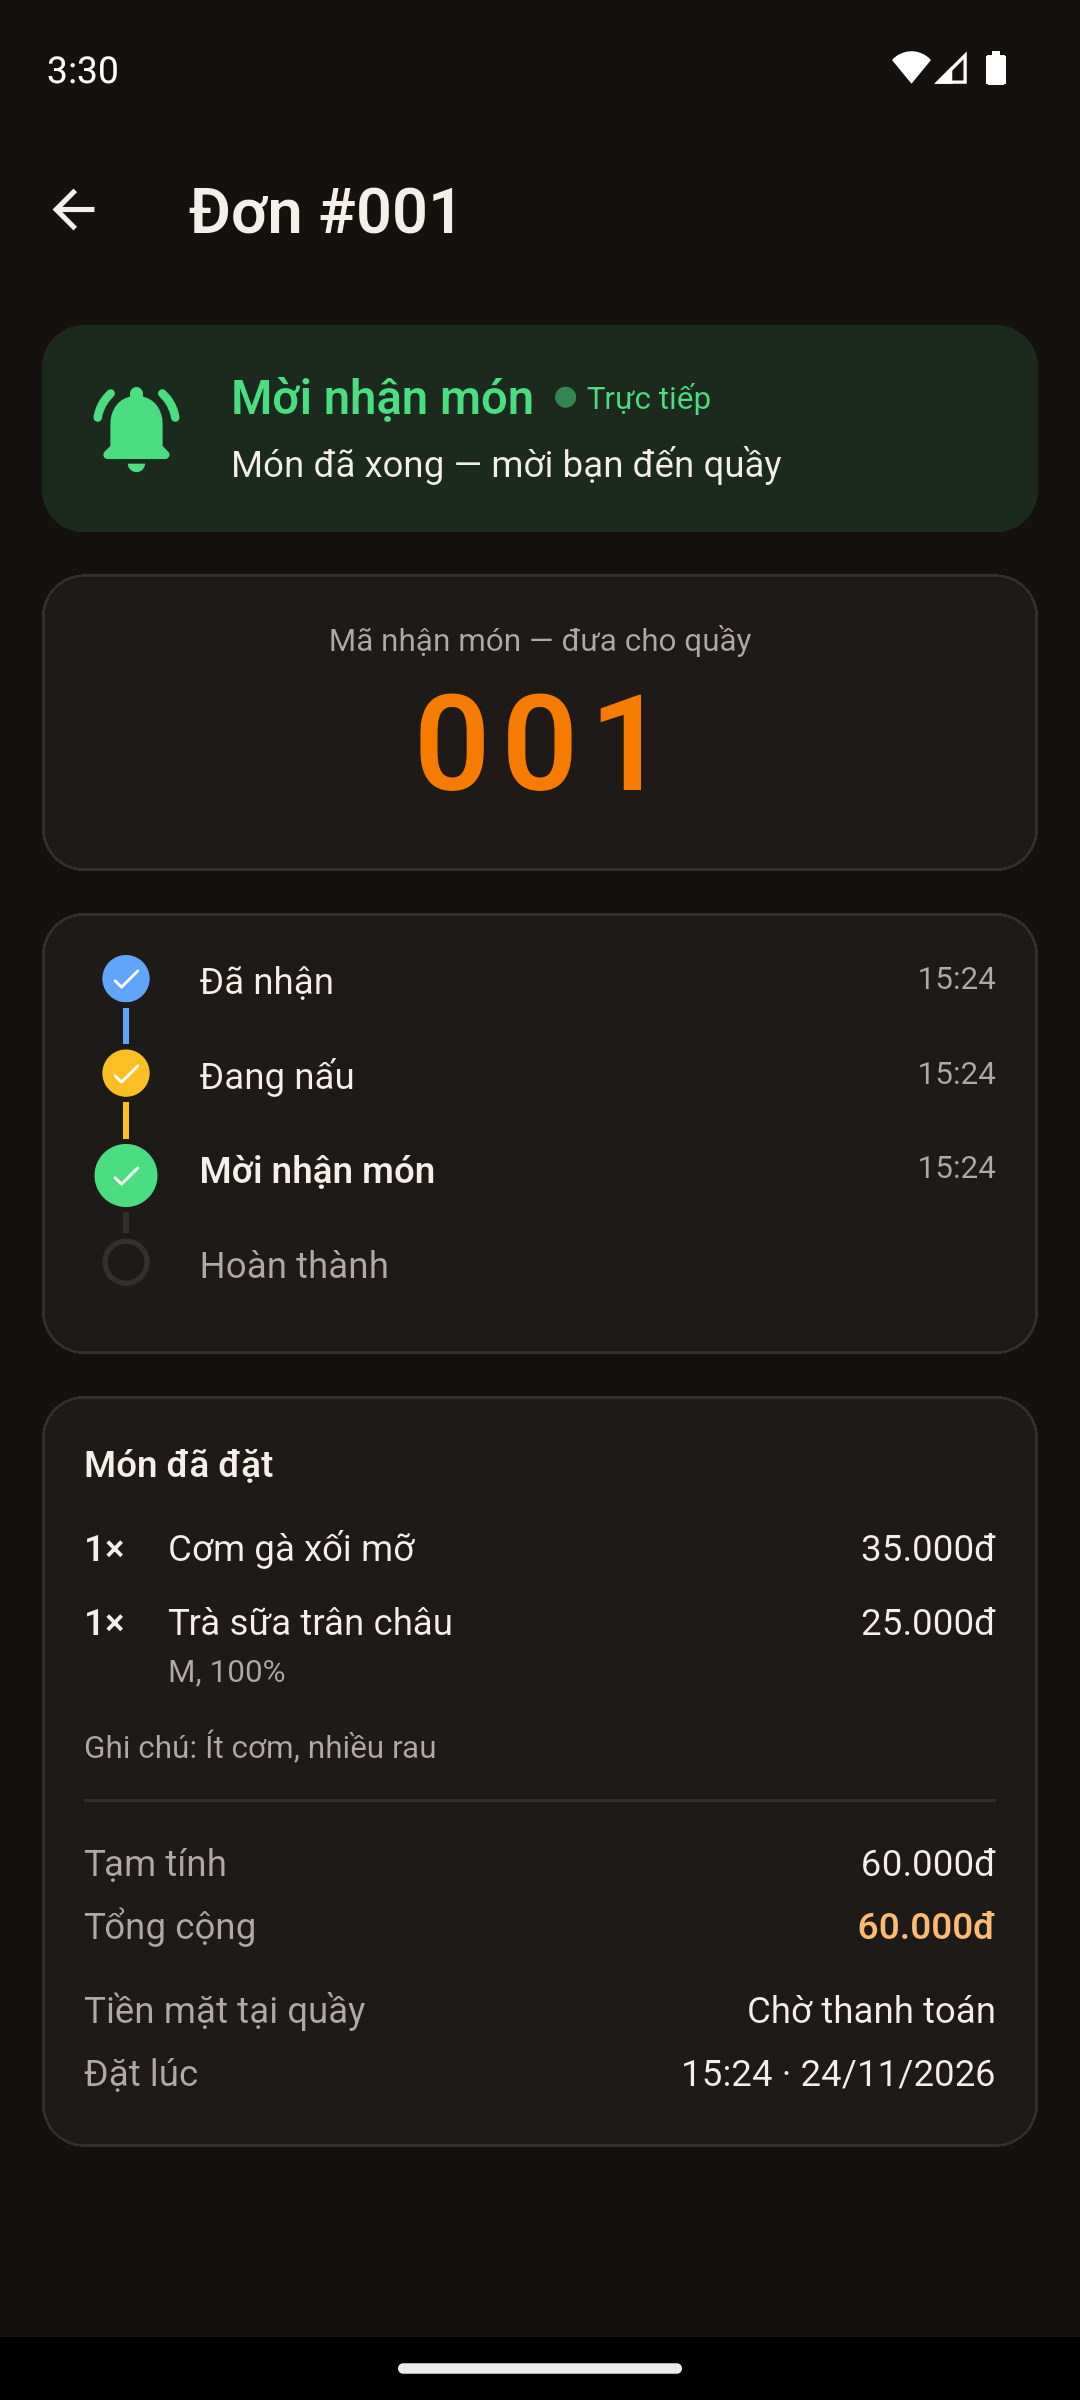 3:30
Đơn #001
Mời nhận món ● Trực tiếp
Món đã xong — mời bạn đến quầy
Mã nhận món — đưa cho quầy
001
Đã nhận 15:24
Đang nấu 15:24
Mời nhận món 15:24
Hoàn thành
Món đã đặt
1× Cơm gà xối mỡ 35.000đ
1× Trà sữa trân châu 25.000đ
M, 100%
Ghi chú: Ít cơm, nhiều rau
Tạm tính 60.000đ
Tổng cộng 60.000đ
Tiền mặt tại quầy Chờ thanh toán
Đặt lúc 15:24 · 24/11/2026